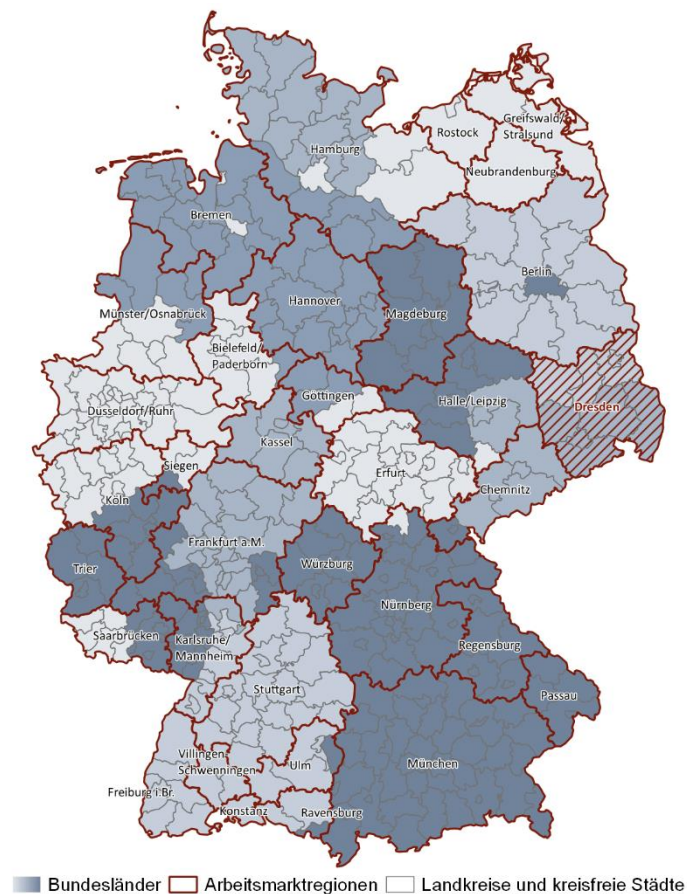 Greifswald/
Stralsund
Rostock
Hamburg
Neubrandenburg
Bremen
Berlin
Hannover
Magdeburg
Münster/Osnabrück
Bielefeld/
Paderborn
Göttingen
Halle/Leipzig
Dresden
Düsseldorf/Ruhr
Kassel
Siegen
Erfurt
Köln
Chemnitz
Frankfurt a.M.
Trier
Würzburg
Nürnberg
Saarbrücken
Karlsruhe/
Mannheim
Regensburg
Stuttgart
Passau
Villingen-
Schwenningen
Ulm
München
Freiburg i.Br.
Konstanz
Ravensburg
Bundesländer
Arbeitsmarktregionen
Landkreise und kreisfreie Städte